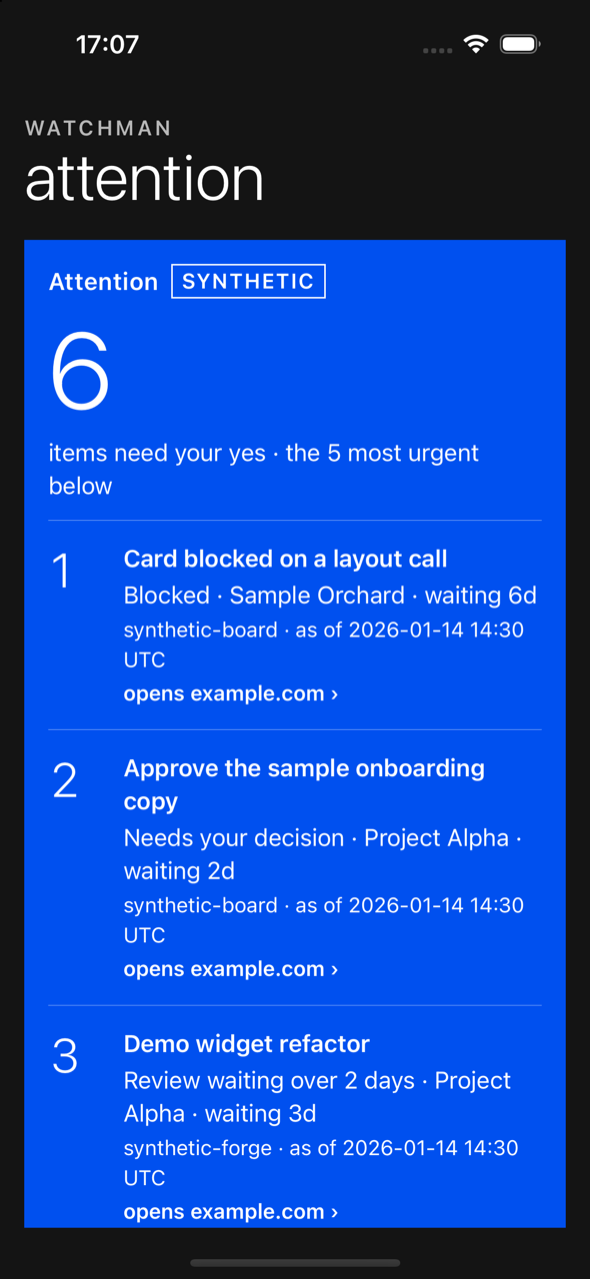 17:07
WATCHMAN
attention
Attention SYNTHETIC
6
items need your yes · the 5 most urgent
below
1 Card blocked on a layout call
Blocked · Sample Orchard · waiting 6d
synthetic-board · as of 2026-01-14 14:30
UTC
opens example.com ›
2 Approve the sample onboarding
copy
Needs your decision · Project Alpha ·
waiting 2d
synthetic-board · as of 2026-01-14 14:30
UTC
opens example.com ›
3 Demo widget refactor
Review waiting over 2 days · Project
Alpha · waiting 3d
synthetic-forge · as of 2026-01-14 14:30
UTC
opens example.com ›